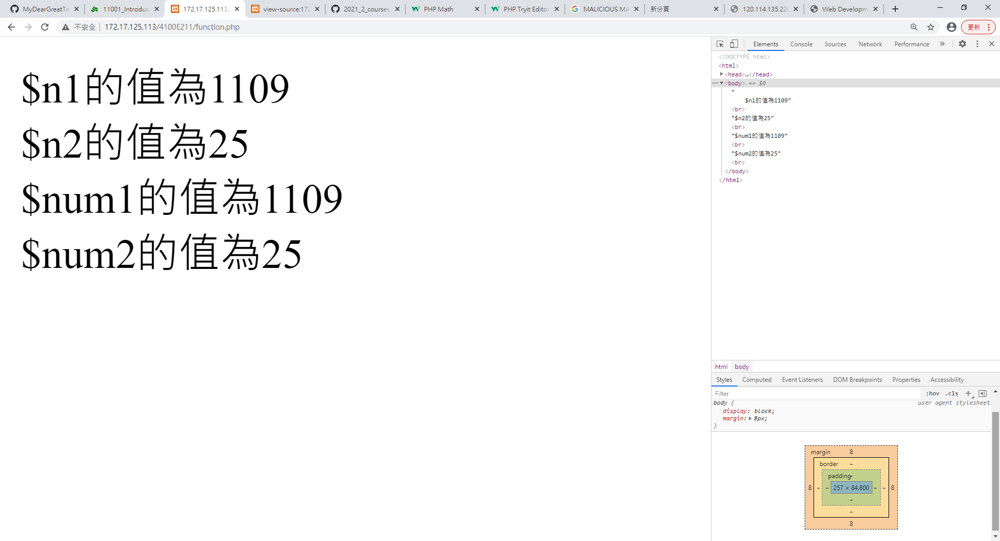 MyDearGreatTe
11001_Introduc
172.17.125.113/
view-source:172
2021_2_courses
PHP Math
PHP Tryit Editor
MALICIOUS MA
新分頁
120.114.135.220
Web Developm
不安全 172.17.125.113/4100E211/function.php 更新
$n1的值為1109
$n2的值為25
$num1的值為1109
$num2的值為25
Elements Console Sources Network Performance »
<!DOCTYPE html>
<html>
<head>…</head>
<body> == $0
"
$n1的值為1109"
<br>
"$n2的值為25"
<br>
"$num1的值為1109"
<br>
"$num2的值為25"
<br>
</body>
</html>
html body
Styles Computed Event Listeners DOM Breakpoints Properties Accessibility
Filter :hov .cls +
body { user agent stylesheet
display: block;
margin: 8px;
}
margin 8
border –
padding –
8 – – 257 × 84.800 – – 8
–
–
8